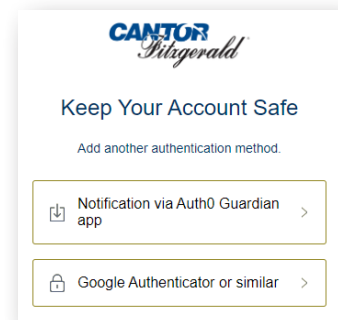 CANTOR
Fitzgerald
Keep Your Account Safe
Add another authentication method.
Notification via Auth0 Guardian
app
Google Authenticator or similar